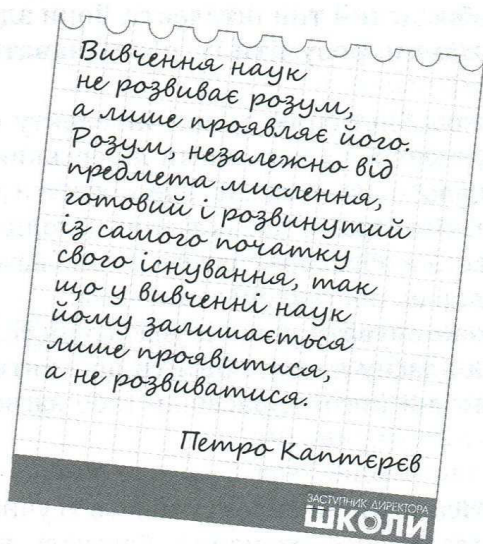 Вивчення наук
не розвиває розум,
а лише проявляє його.
Розум, незалежно від
предмета мислення,
готовий і розвинутий
із самого початку
свого існування, так
що у вивченні наук
йому залишається
лише проявитися,
а не розвиватися.
Петро Каптєрєв
ЗАСТУПНИК ДИРЕКТОРА
ШКОЛИ